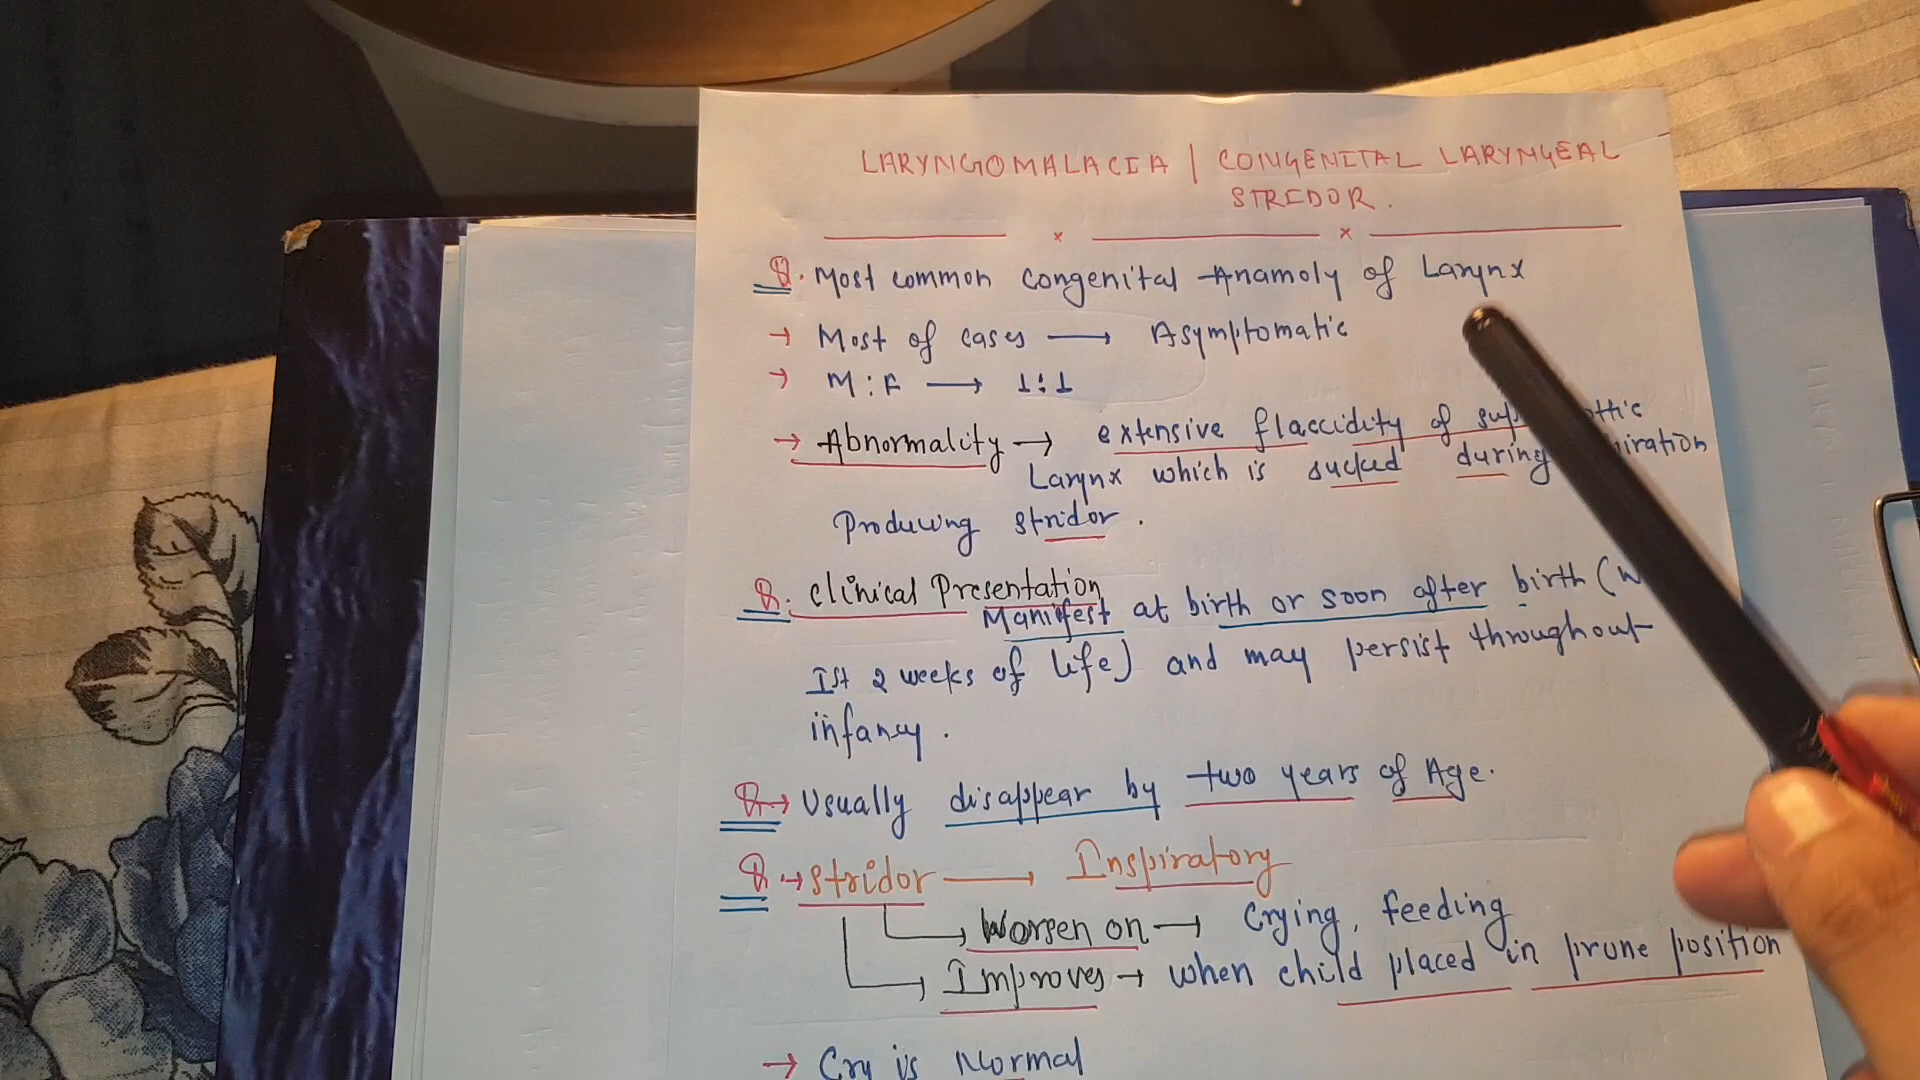 LARYNGOMALACIA | CONGENITAL LARYNGEAL
STRIDOR.
Q. Most common congenital Anamoly of Larynx
→ Most of cases → Asymptomatic
→ M:F → 1:1
→ Abnormality → extensive flaccidity of
Larynx which is sucked during
Producing stridor.
Q. Clinical Presentation
Manifest at birth or soon after birth (
Ist 2 weeks of life) and may persist throughout
infancy.
Q→ Usually disappear by two years of Age.
Q.→ Stridor → Inspiratory
→ Worsen on → Crying, feeding
→ Improves → when child placed in prone position
→ Cry is Normal